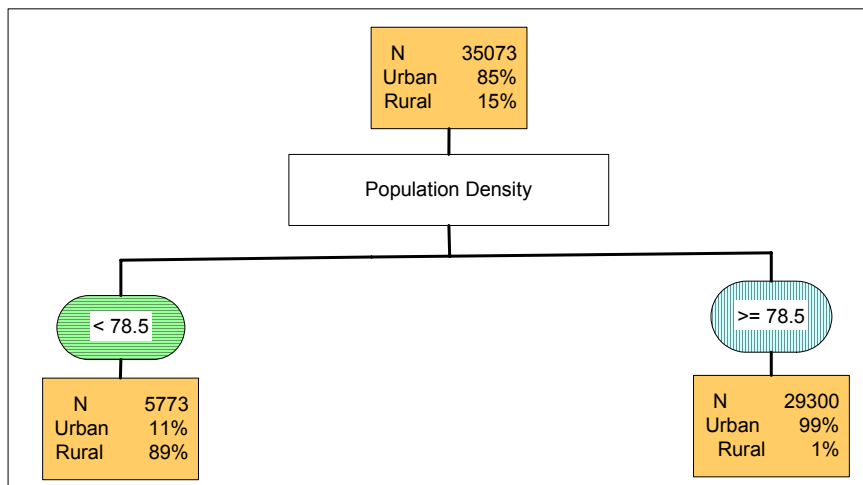 N 35073
Urban 85%
Rural 15%
Population Density
< 78.5
>= 78.5
N 5773
Urban 11%
Rural 89%
N 29300
Urban 99%
Rural 1%